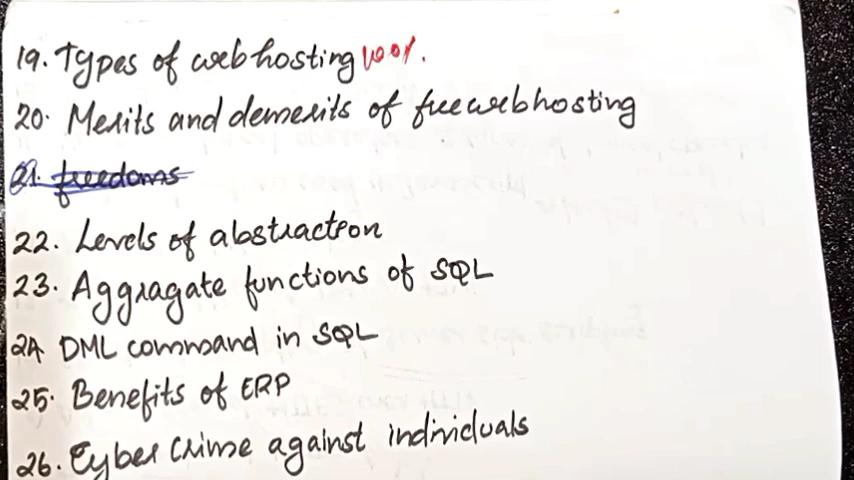 19. Types of webhosting 100%.
20. Merits and demerits of freewebhosting
21. freedoms
22. Levels of abstraction
23. Aggragate functions of SQL
24 DML command in SQL
25. Benefits of ERP
26. Cyber Crime against individuals